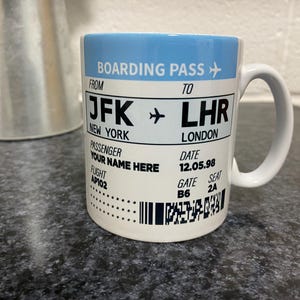 BOARDING PASS
FROM TO
JFK LHR
NEW YORK LONDON
PASSENGER DATE
YOUR NAME HERE 12.05.98
FLIGHT GATE SEAT
AP102 B6 2A